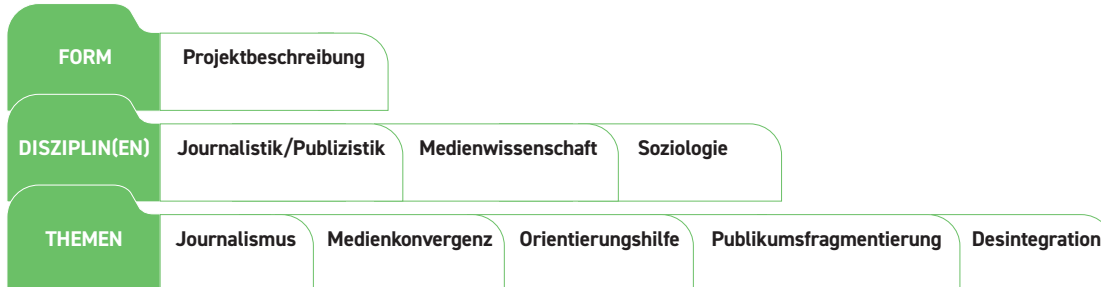 FORM Projektbeschreibung
DISZIPLIN(EN) Journalistik/Publizistik Medienwissenschaft Soziologie
THEMEN Journalismus Medienkonvergenz Orientierungshilfe Publikumsfragmentierung Desintegration